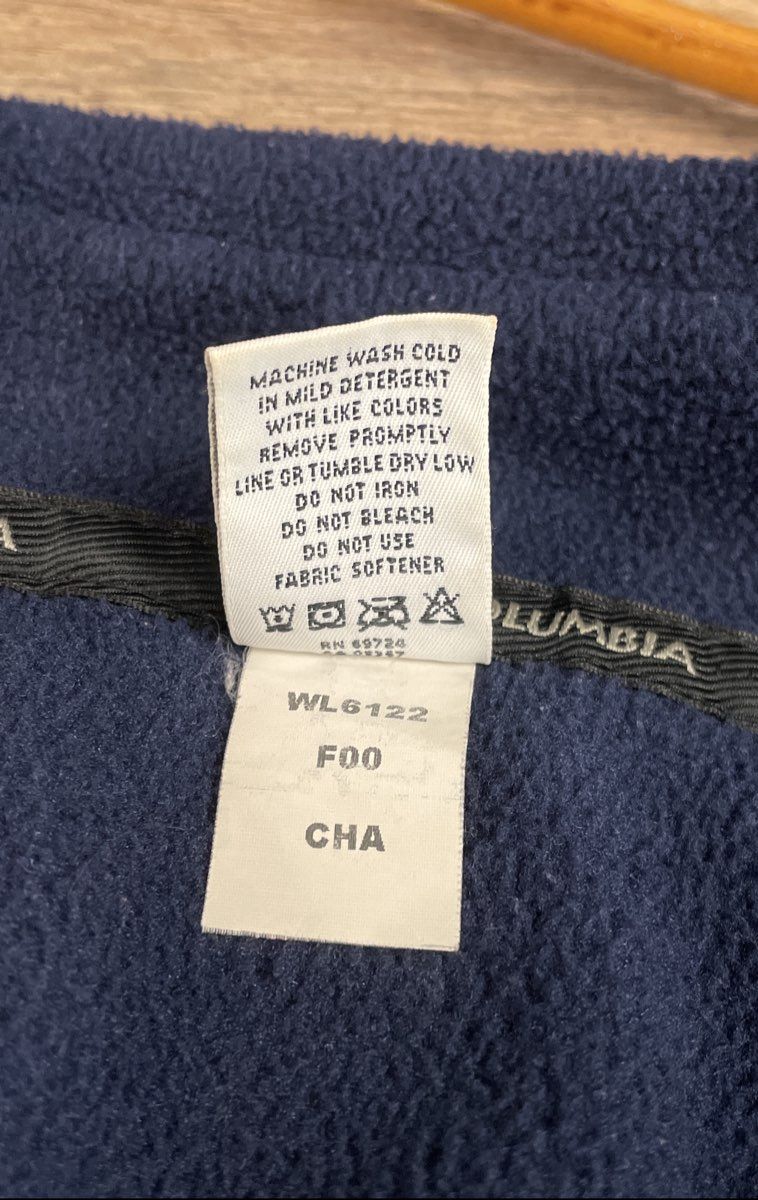 MACHINE WASH COLD
IN MILD DETERGENT
WITH LIKE COLORS
REMOVE PROMPTLY
LINE OR TUMBLE DRY LOW
DO NOT IRON
DO NOT BLEACH
DO NOT USE
FABRIC SOFTENER
RN 69724
OLUMBIA
A
WL6122
F00
CHA